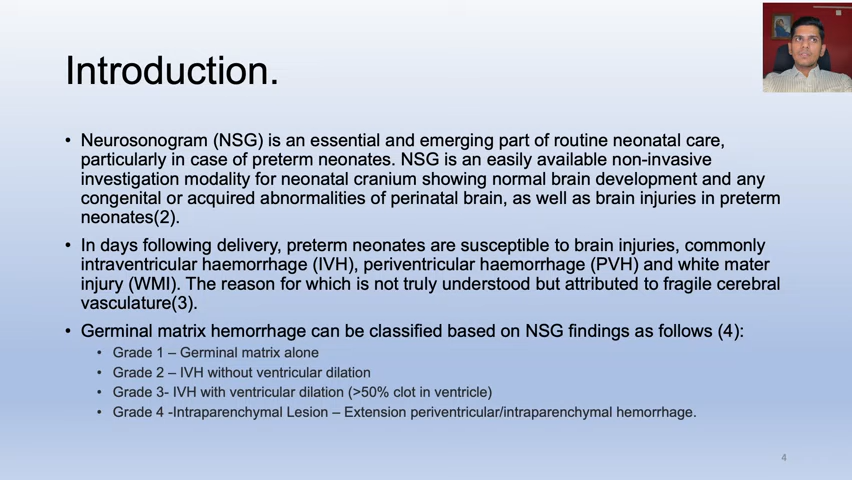 Introduction.
• Neurosonogram (NSG) is an essential and emerging part of routine neonatal care,
particularly in case of preterm neonates. NSG is an easily available non-invasive
investigation modality for neonatal cranium showing normal brain development and any
congenital or acquired abnormalities of perinatal brain, as well as brain injuries in preterm
neonates(2).
• In days following delivery, preterm neonates are susceptible to brain injuries, commonly
intraventricular haemorrhage (IVH), periventricular haemorrhage (PVH) and white mater
injury (WMI). The reason for which is not truly understood but attributed to fragile cerebral
vasculature(3).
• Germinal matrix hemorrhage can be classified based on NSG findings as follows (4):
• Grade 1 – Germinal matrix alone
• Grade 2 – IVH without ventricular dilation
• Grade 3- IVH with ventricular dilation (>50% clot in ventricle)
• Grade 4 -Intraparenchymal Lesion – Extension periventricular/intraparenchymal hemorrhage.
4